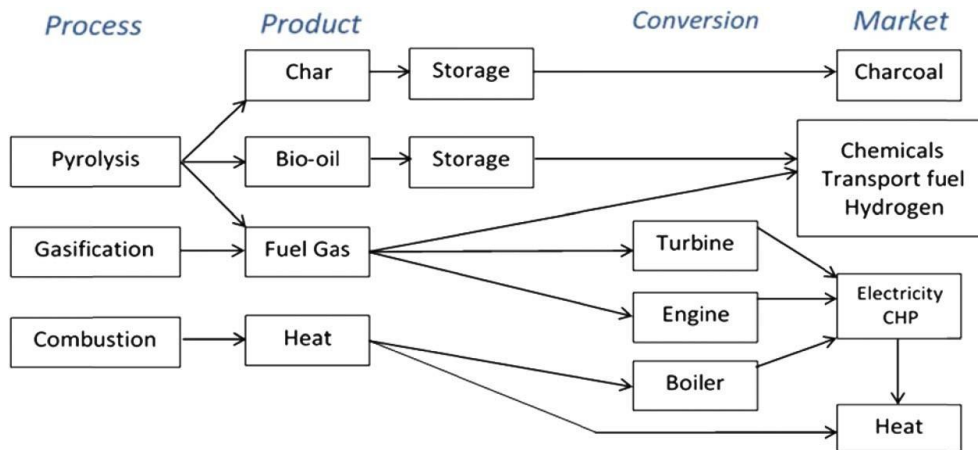 Process
Product
Conversion
Market
Char
Storage
Charcoal
Pyrolysis
Bio-oil
Storage
Chemicals
Transport fuel
Hydrogen
Gasification
Fuel Gas
Turbine
Engine
Electricity
CHP
Combustion
Heat
Boiler
Heat